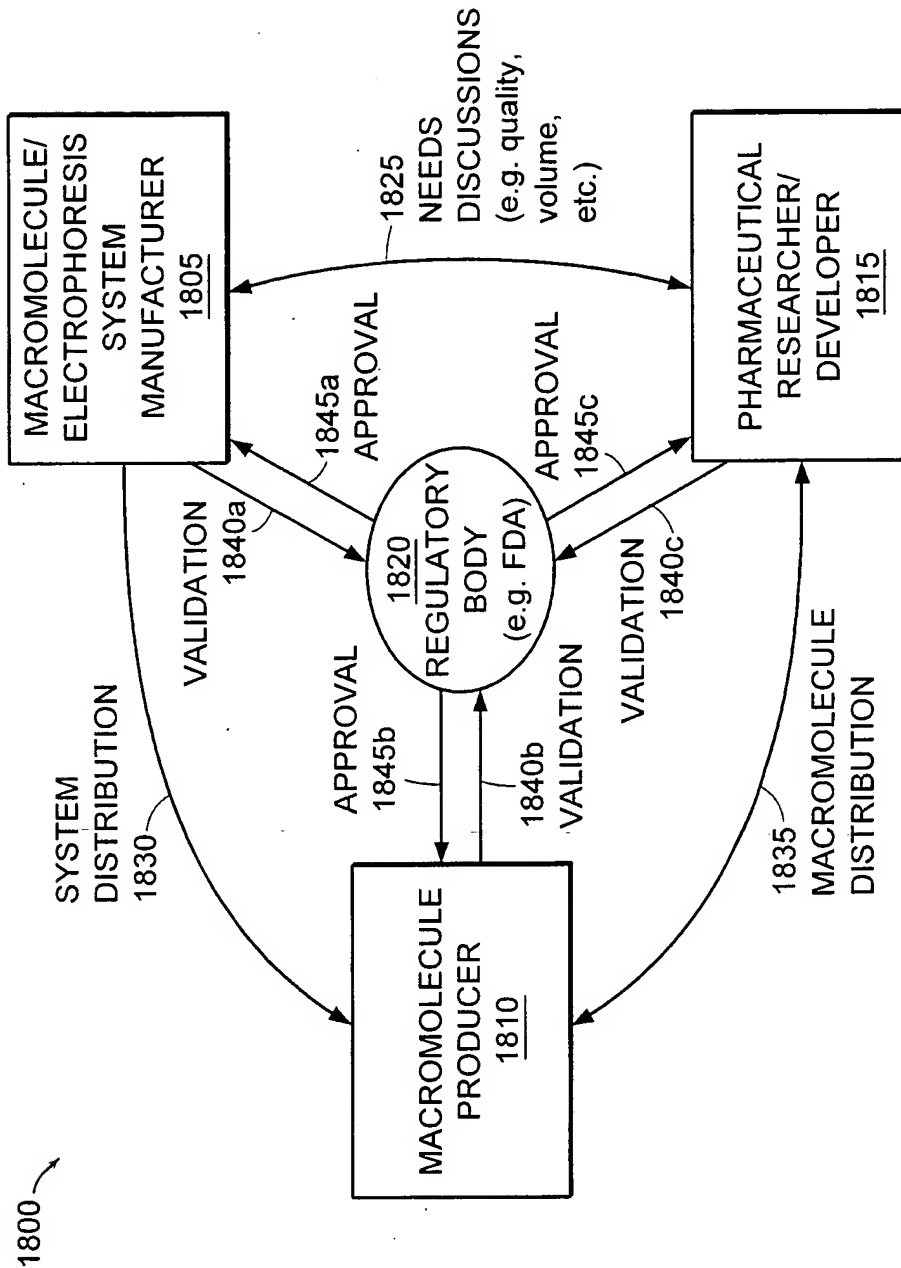 1800
MACROMOLECULE/
ELECTROPHORESIS
SYSTEM
MANUFACTURER
1805
SYSTEM
DISTRIBUTION
1830
VALIDATION
1840a
1845a
APPROVAL
1825
NEEDS
DISCUSSIONS
(e.g. quality,
volume,
etc.)
MACROMOLECULE
PRODUCER
1810
APPROVAL
1845b
1840b
VALIDATION
1820
REGULATORY
BODY
(e.g. FDA)
APPROVAL
1845c
VALIDATION
1840c
PHARMACEUTICAL
RESEARCHER/
DEVELOPER
1815
1835
MACROMOLECULE
DISTRIBUTION